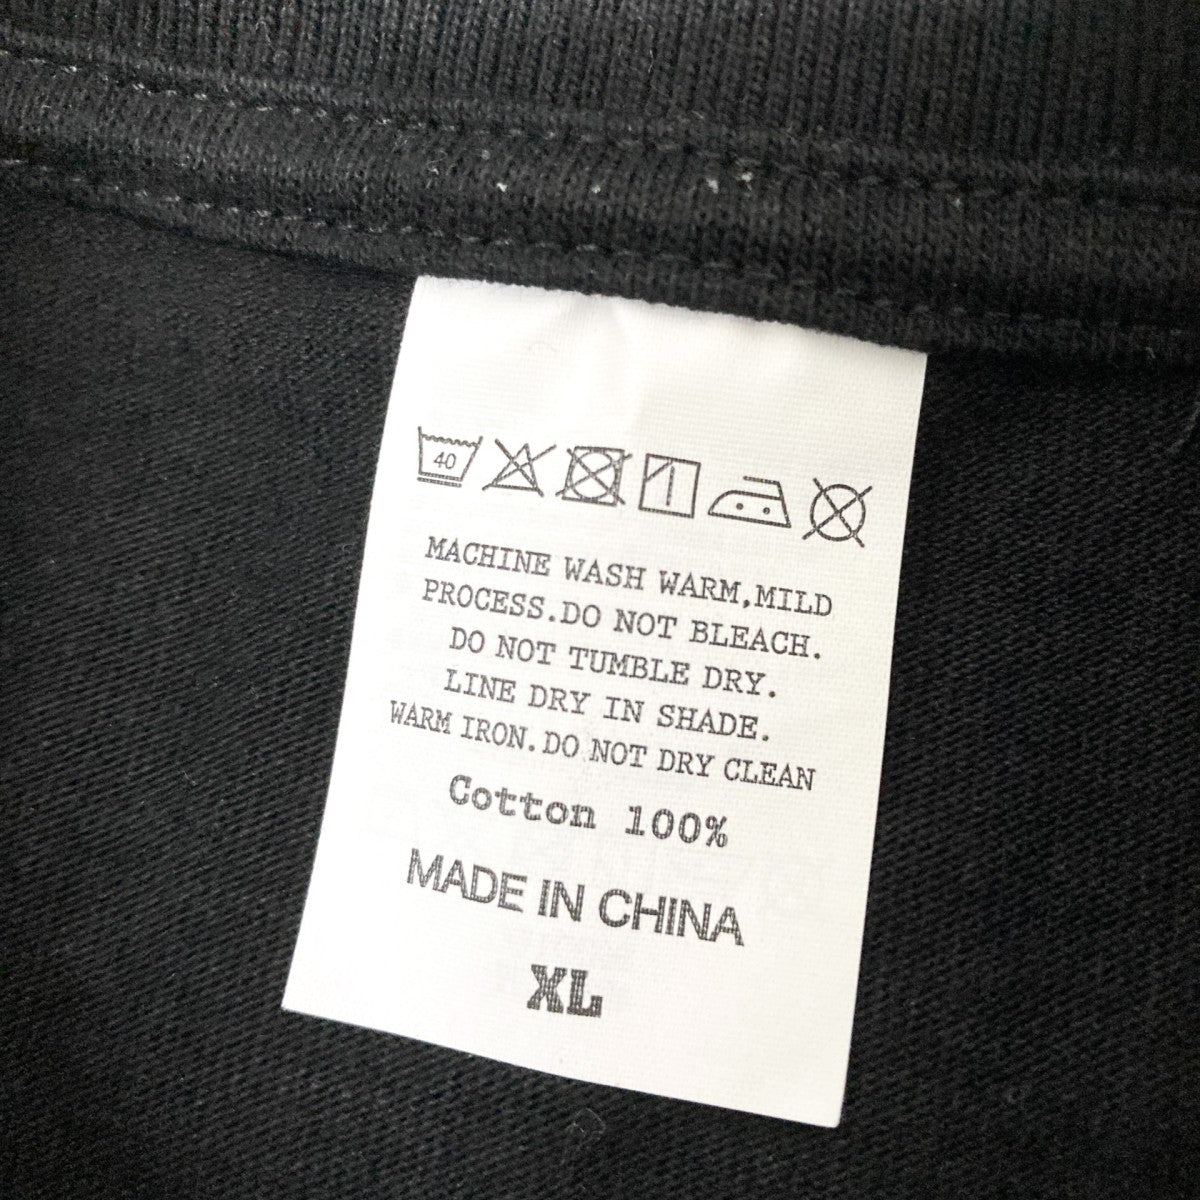 40
MACHINE WASH WARM,MILD
PROCESS.DO NOT BLEACH.
DO NOT TUMBLE DRY.
LINE DRY IN SHADE.
WARM IRON.DO NOT DRY CLEAN
Cotton 100%
MADE IN CHINA
XL